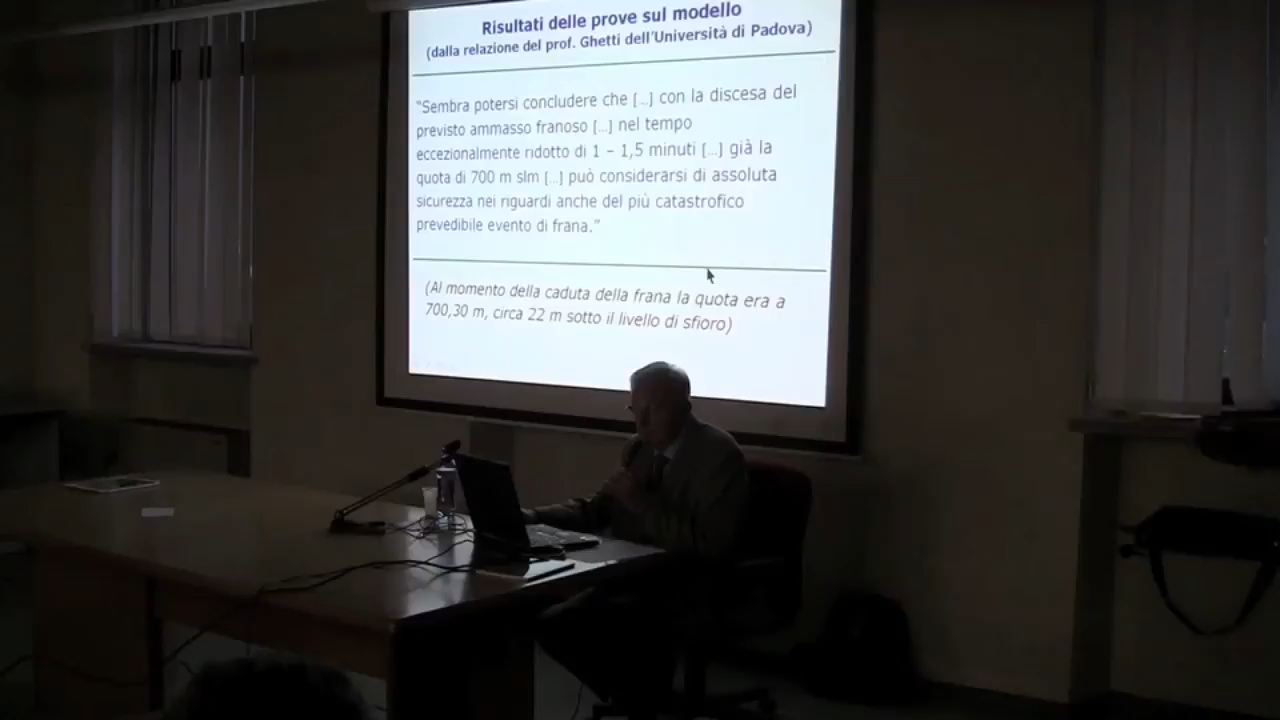 Risultati delle prove sul modello
(dalla relazione del prof. Ghetti dell'Università di Padova)
"Sembra potersi concludere che [...] con la discesa del
previsto ammasso franoso [...] nel tempo
eccezionalmente ridotto di 1 – 1,5 minuti [...] già la
quota di 700 m slm [...] può considerarsi di assoluta
sicurezza nei riguardi anche del più catastrofico
prevedibile evento di frana."
(Al momento della caduta della frana la quota era a
700,30 m, circa 22 m sotto il livello di sfioro)